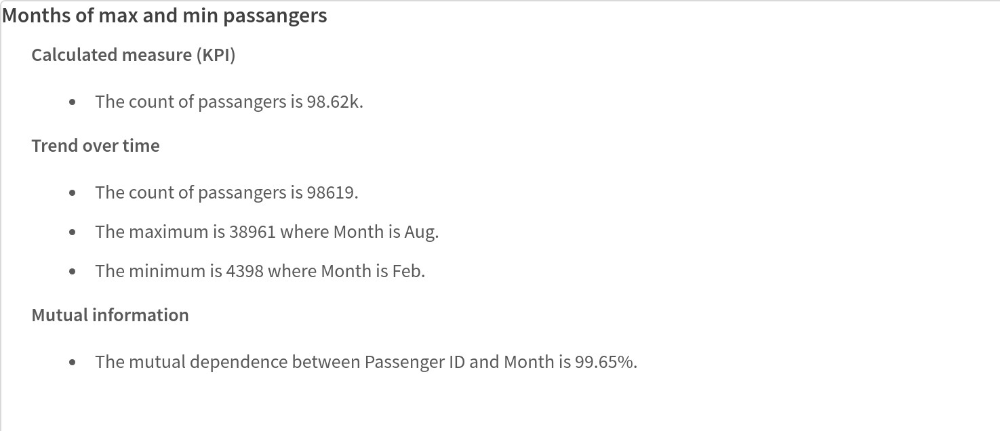 Months of max and min passangers
Calculated measure (KPI)
The count of passangers is 98.62k.
Trend over time
The count of passangers is 98619.
The maximum is 38961 where Month is Aug.
The minimum is 4398 where Month is Feb.
Mutual information
The mutual dependence between Passenger ID and Month is 99.65%.